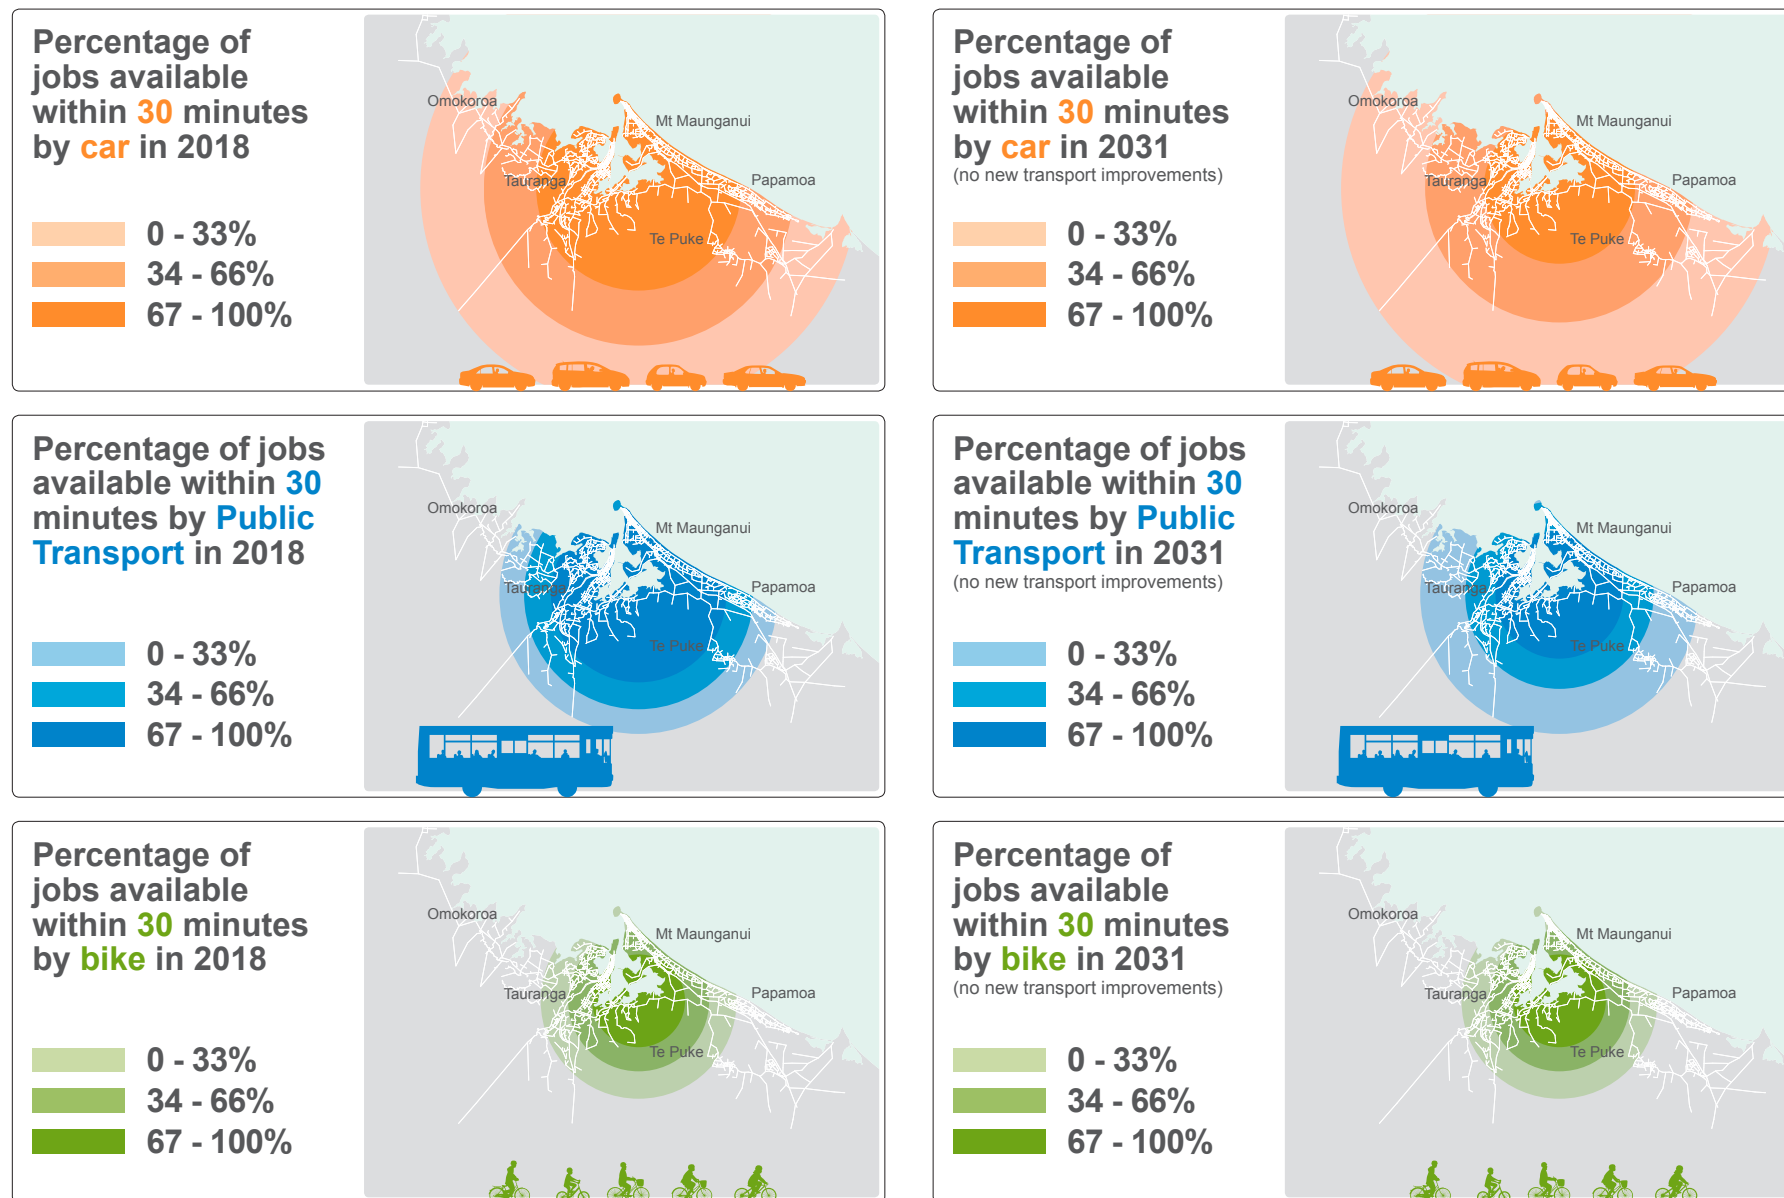 Percentage of
jobs available
within 30 minutes
by car in 2018
0 - 33%
34 - 66%
67 - 100%
Omokoroa
Mt Maunganui
Tauranga
Papamoa
Te Puke
Percentage of
jobs available
within 30 minutes
by car in 2031
(no new transport improvements)
0 - 33%
34 - 66%
67 - 100%
Omokoroa
Mt Maunganui
Tauranga
Papamoa
Te Puke
Percentage of jobs
available within 30
minutes by Public
Transport in 2018
0 - 33%
34 - 66%
67 - 100%
Omokoroa
Mt Maunganui
Tauranga
Papamoa
Te Puke
Percentage of jobs
available within 30
minutes by Public
Transport in 2031
(no new transport improvements)
0 - 33%
34 - 66%
67 - 100%
Omokoroa
Mt Maunganui
Tauranga
Papamoa
Te Puke
Percentage of
jobs available
within 30 minutes
by bike in 2018
0 - 33%
34 - 66%
67 - 100%
Omokoroa
Mt Maunganui
Tauranga
Papamoa
Te Puke
Percentage of
jobs available
within 30 minutes
by bike in 2031
(no new transport improvements)
0 - 33%
34 - 66%
67 - 100%
Omokoroa
Mt Maunganui
Tauranga
Papamoa
Te Puke